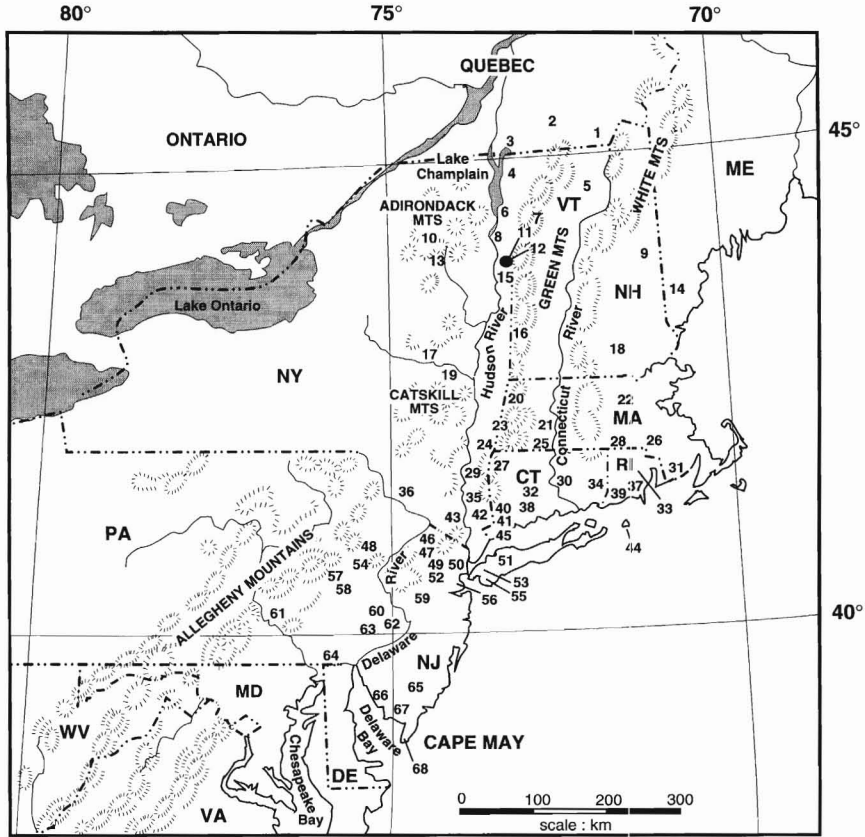 80° 75° 70°
QUEBEC
45°
ONTARIO
2
1
3
Lake
Champlain
4
WHITE MTS
ME
5
VT
ADIRONDACK
MTS
6
7
8
11
10
12
9
13
GREEN MTS
15
14
Lake Ontario
NH
Hudson River
River
16
17
18
19
NY
CATSKILL
MTS
20
22
MA
Connecticut
23
21
24
25
28
26
27
RI
31
29
CT
30
34
37
36
35
32
39
33
38
40
43
42
41
PA
46
45
44
48
47
ALLEGHENY MOUNTAINS
River
54
49
50
51
57
52
53
58
56
55
59
40°
61
60
63
62
64
Delaware
NJ
MD
65
66
67
WV
Delaware
Bay
CAPE MAY
Chesapeake
Bay
DE
68
VA
0 100 200 300
scale : km